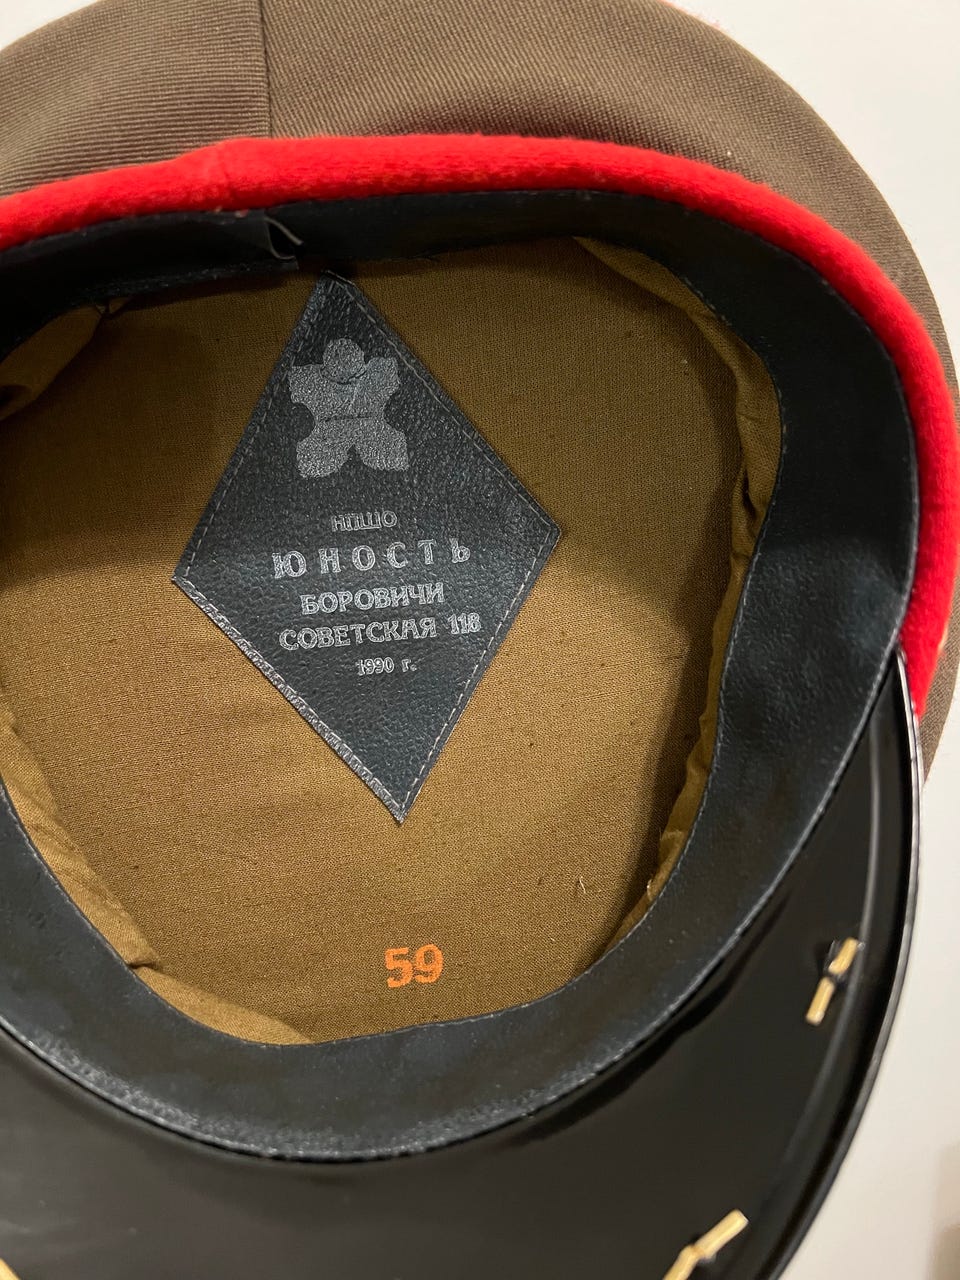 НПШО
ЮНОСТЬ
БОРОВИЧИ
СОВЕТСКАЯ 118
1990 г.
59